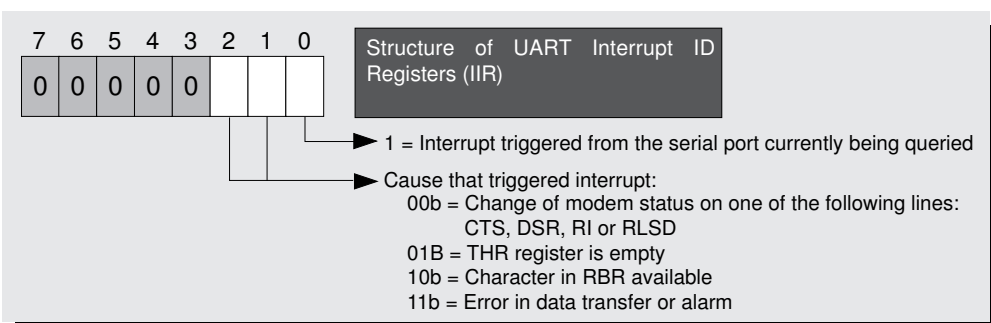 7 6 5 4 3 2 1 0
0 0 0 0 0
Structure of UART Interrupt ID
Registers (IIR)
1 = Interrupt triggered from the serial port currently being queried
Cause that triggered interrupt:
00b = Change of modem status on one of the following lines:
CTS, DSR, RI or RLSD
01B = THR register is empty
10b = Character in RBR available
11b = Error in data transfer or alarm